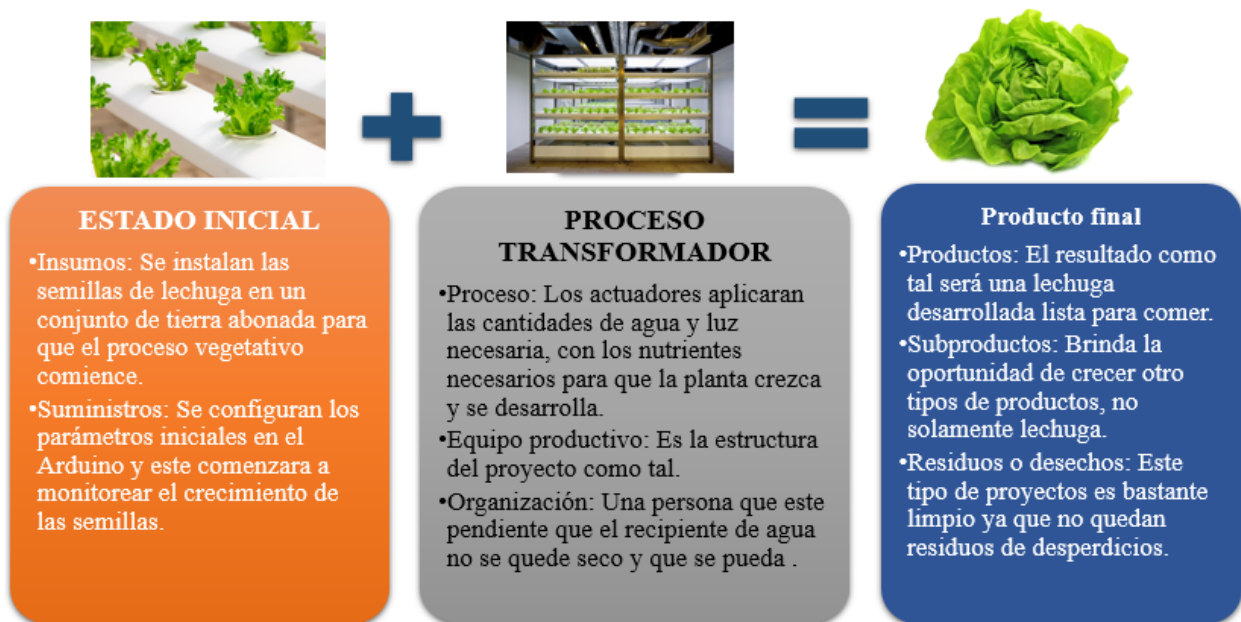 ESTADO INICIAL
•Insumos: Se instalan las
semillas de lechuga en un
conjunto de tierra abonada para
que el proceso vegetativo
comience.
•Suministros: Se configuran los
parámetros iniciales en el
Arduino y este comenzara a
monitorear el crecimiento de
las semillas.
PROCESO
TRANSFORMADOR
•Proceso: Los actuadores aplicaran
las cantidades de agua y luz
necesaria, con los nutrientes
necesarios para que la planta crezca
y se desarrolla.
•Equipo productivo: Es la estructura
del proyecto como tal.
•Organización: Una persona que este
pendiente que el recipiente de agua
no se quede seco y que se pueda .
Producto final
•Productos: El resultado como
tal será una lechuga
desarrollada lista para comer.
•Subproductos: Brinda la
oportunidad de crecer otro
tipos de productos, no
solamente lechuga.
•Residuos o desechos: Este
tipo de proyectos es bastante
limpio ya que no quedan
residuos de desperdicios.